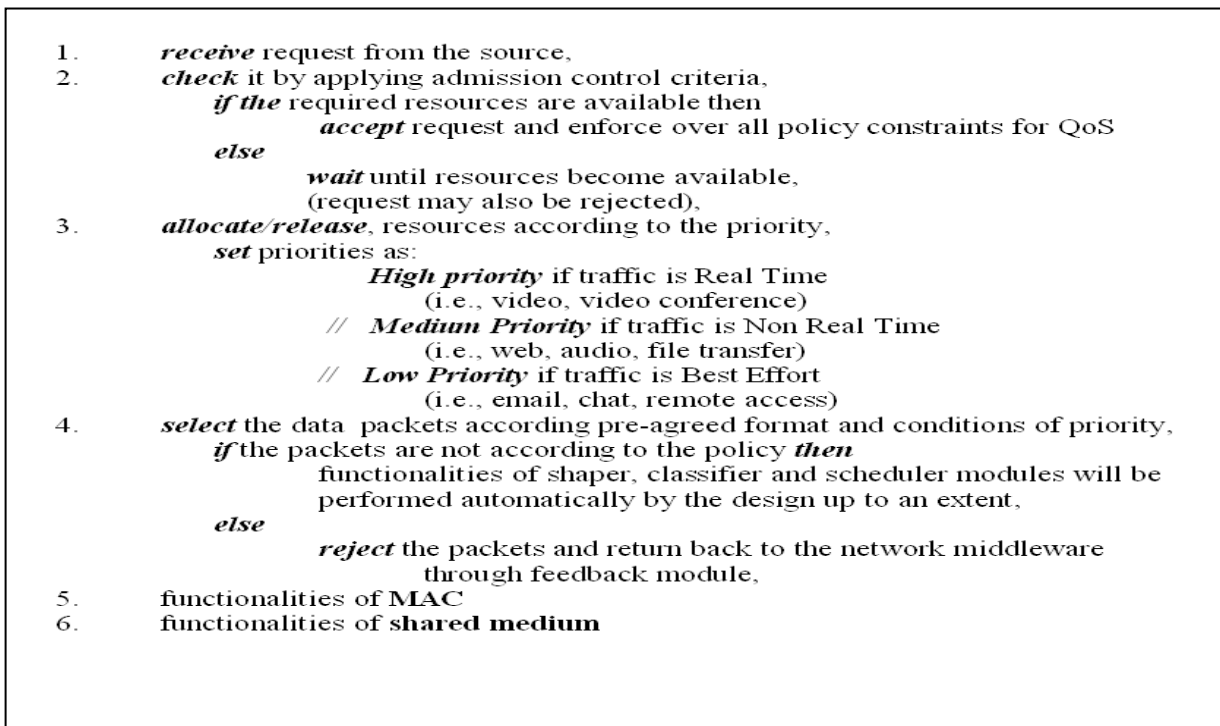 1. receive request from the source,
2. check it by applying admission control criteria,
if the required resources are available then
accept request and enforce over all policy constraints for QoS
else
wait until resources become available,
(request may also be rejected),
3. allocate/release, resources according to the priority,
set priorities as:
High priority if traffic is Real Time
(i.e., video, video conference)
// Medium Priority if traffic is Non Real Time
(i.e., web, audio, file transfer)
// Low Priority if traffic is Best Effort
(i.e., email, chat, remote access)
4. select the data packets according pre-agreed format and conditions of priority,
if the packets are not according to the policy then
functionalities of shaper, classifier and scheduler modules will be
performed automatically by the design up to an extent,
else
reject the packets and return back to the network middleware
through feedback module,
5. functionalities of MAC
6. functionalities of shared medium